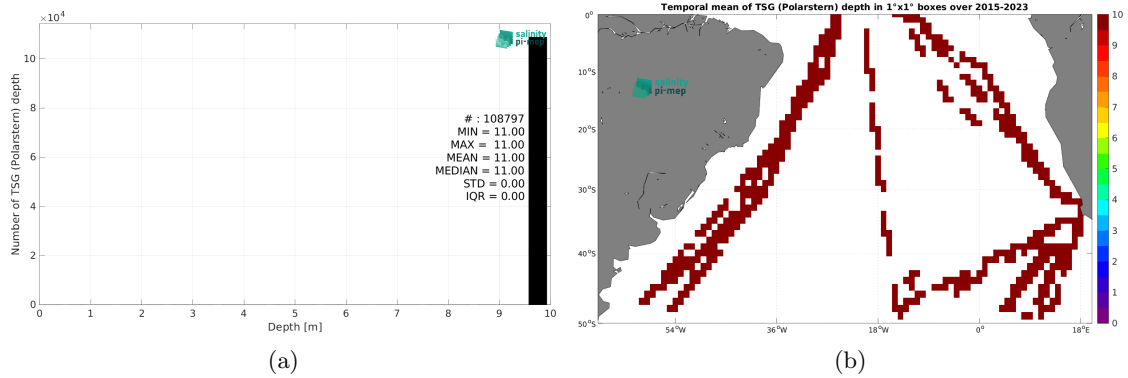 ×10⁴
salinity
pi-mep
10
8
6
4
2
0
Number of TSG (Polarstern) depth
# : 108797
MIN = 11.00
MAX = 11.00
MEAN = 11.00
MEDIAN = 11.00
STD = 0.00
IQR = 0.00
0 1 2 3 4 5 6 7 8 9 10
Depth [m]
(a)
Temporal mean of TSG (Polarstern) depth in 1°x1° boxes over 2015-2023
salinity
pi-mep
0°
10°S
20°S
30°S
40°S
50°S
54°W 36°W 18°W 0° 18°E
10
9
8
7
6
5
4
3
2
1
0
(b)